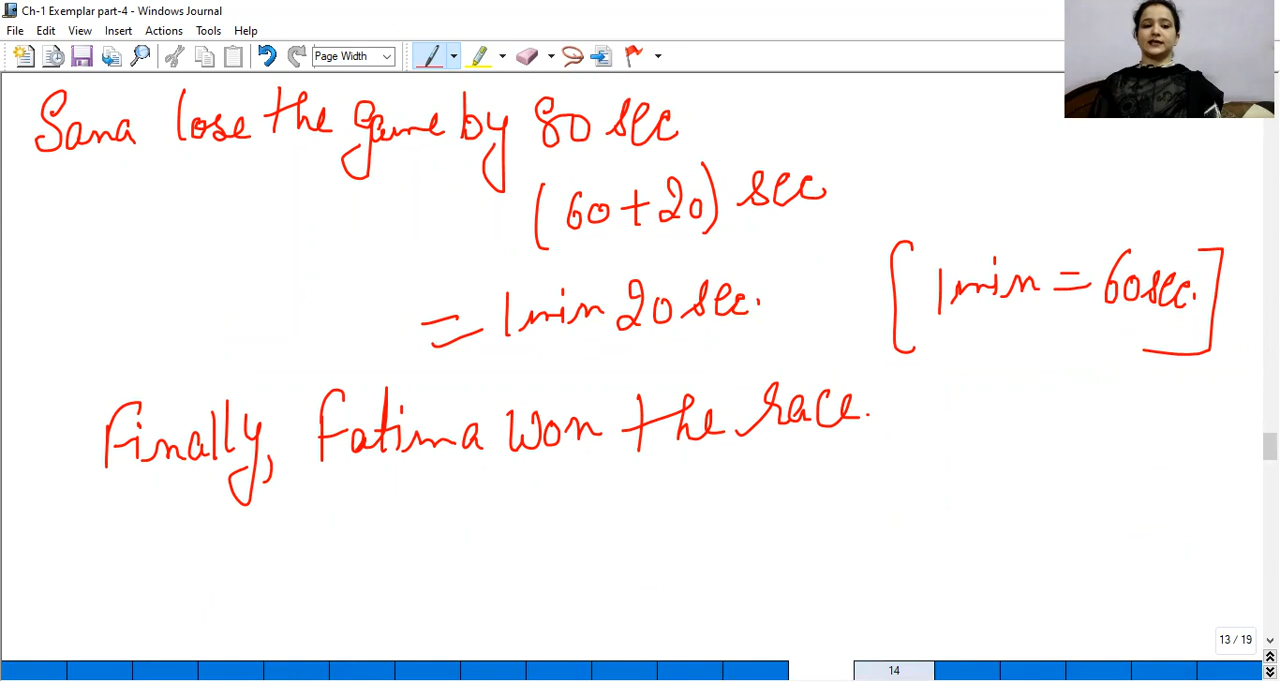 Ch-1 Exemplar part-4 - Windows Journal
File Edit View Insert Actions Tools Help
Page Width
Sana lose the game by 80 sec
(60+20) sec
= 1 min 20 sec.
[1 min = 60 sec.]
Finally, Fatima won the race.
13 / 19
14